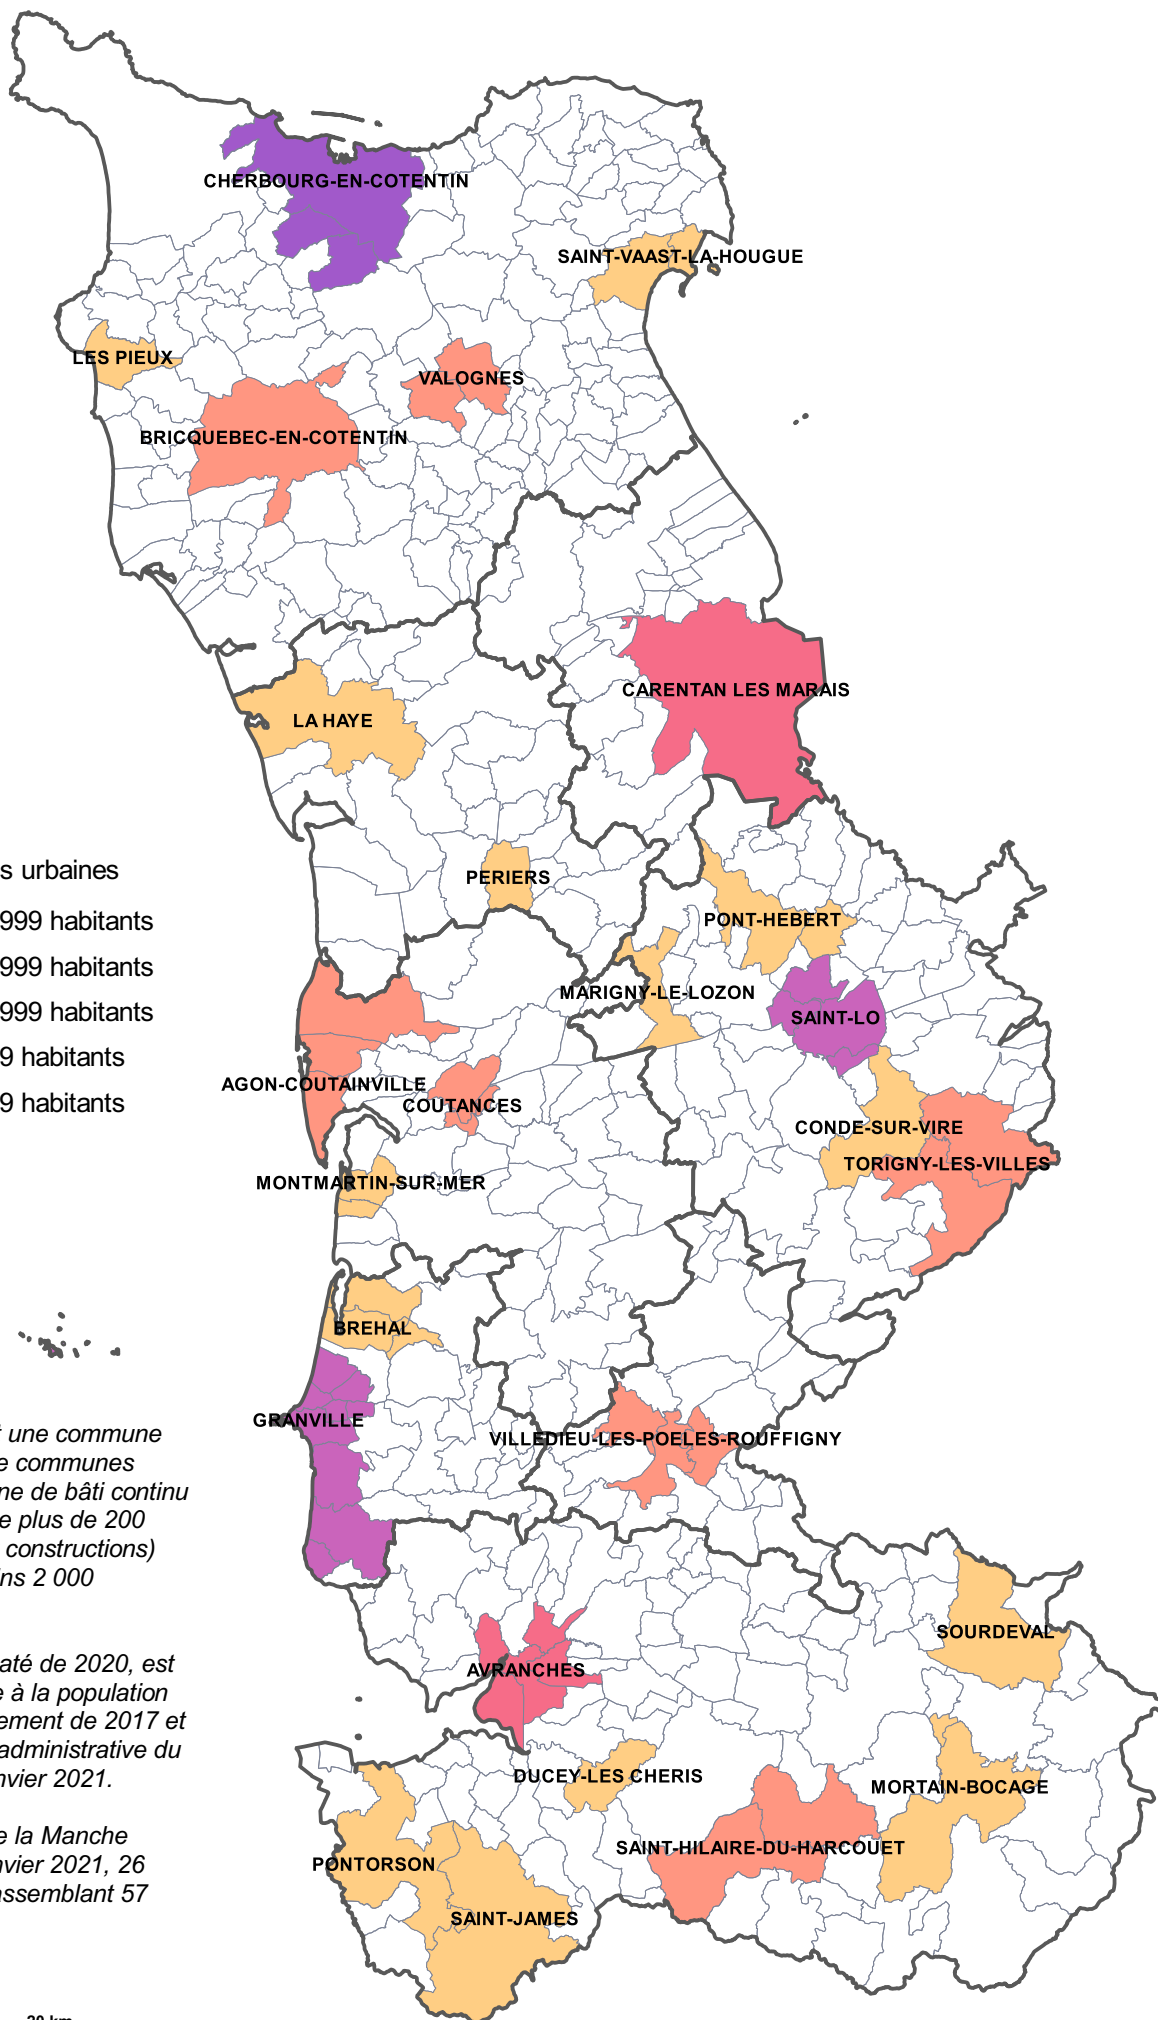 CHERBOURG-EN-COTENTIN
SAINT-VAAST-LA-HOUGUE
LES PIEUX
VALOGNES
BRICQUEBEC-EN-COTENTIN
CARENTAN LES MARAIS
LA HAYE
s urbaines
PERIERS
999 habitants
PONT-HEBERT
999 habitants
MARIGNY-LE-LOZON
999 habitants
SAINT-LO
9 habitants
AGON-COUTAINVILLE
9 habitants
COUTANCES
CONDE-SUR-VIRE
TORIGNY-LES-VILLES
MONTMARTIN-SUR-MER
BREHAL
GRANVILLE
une commune
e communes
VILLEDIEU-LES-POELES-ROUFFIGNY
ne de bâti continu
e plus de 200
constructions)
ins 2 000
SOURDEVAL
até de 2020, est
AVRANCHES
e à la population
ement de 2017 et
administrative du
nvier 2021.
DUCEY-LES CHERIS
MORTAIN-BOCAGE
e la Manche
nvier 2021, 26
SAINT-HILAIRE-DU-HARCOUET
PONTORSON
assemblant 57
SAINT-JAMES